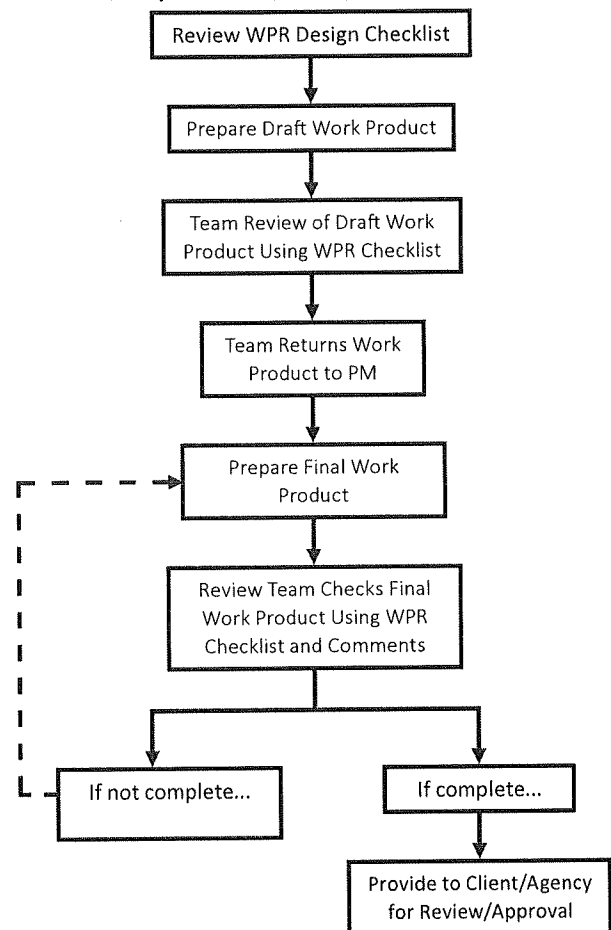 Review WPR Design Checklist
Prepare Draft Work Product
Team Review of Draft Work
Product Using WPR Checklist
Team Returns Work
Product to PM
Prepare Final Work
Product
Review Team Checks Final
Work Product Using WPR
Checklist and Comments
If not complete...
If complete...
Provide to Client/Agency
for Review/Approval